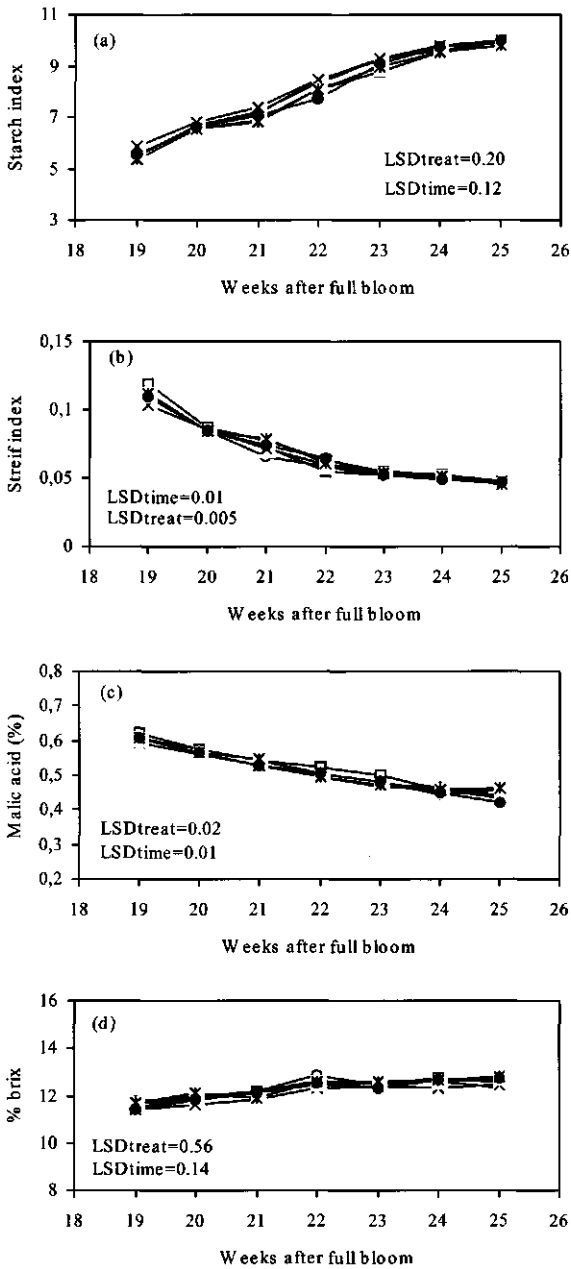 (a)
Starch index
11
9
7
5
3
LSDtreat=0.20
LSDtime=0.12
18 19 20 21 22 23 24 25 26
Weeks after full bloom
(b)
Streif index
0,15
0,1
0,05
0
LSDtime=0.01
LSDtreat=0.005
18 19 20 21 22 23 24 25 26
Weeks after full bloom
(c)
Malic acid (%)
0,8
0,7
0,6
0,5
0,4
0,3
0,2
LSDtreat=0.02
LSDtime=0.01
18 19 20 21 22 23 24 25 26
Weeks after full bloom
(d)
% brix
16
14
12
10
8
LSDtreat=0.56
LSDtime=0.14
18 19 20 21 22 23 24 25 26
Weeks after full bloom